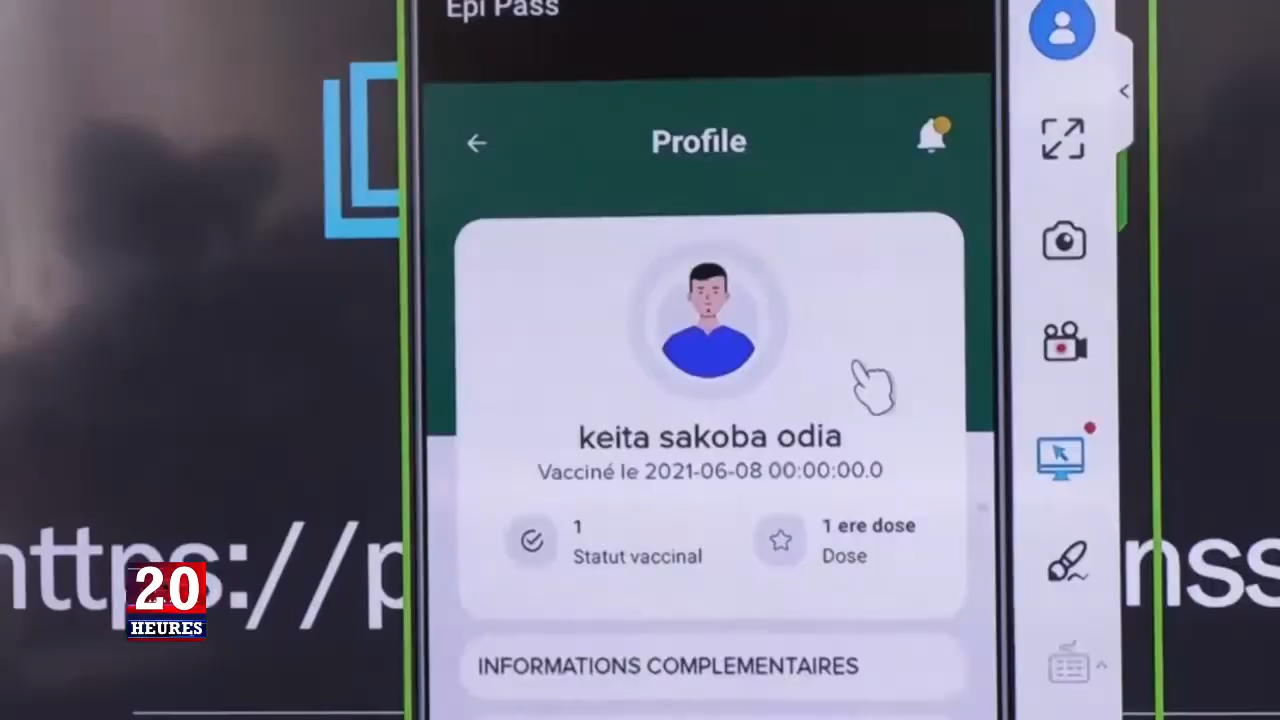 Epi Pass
Profile
keita sakoba odia
Vacciné le 2021-06-08 00:00:00.0
1
Statut vaccinal
1 ere dose
Dose
https://p
nss
20
HEURES
INFORMATIONS COMPLEMENTAIRES